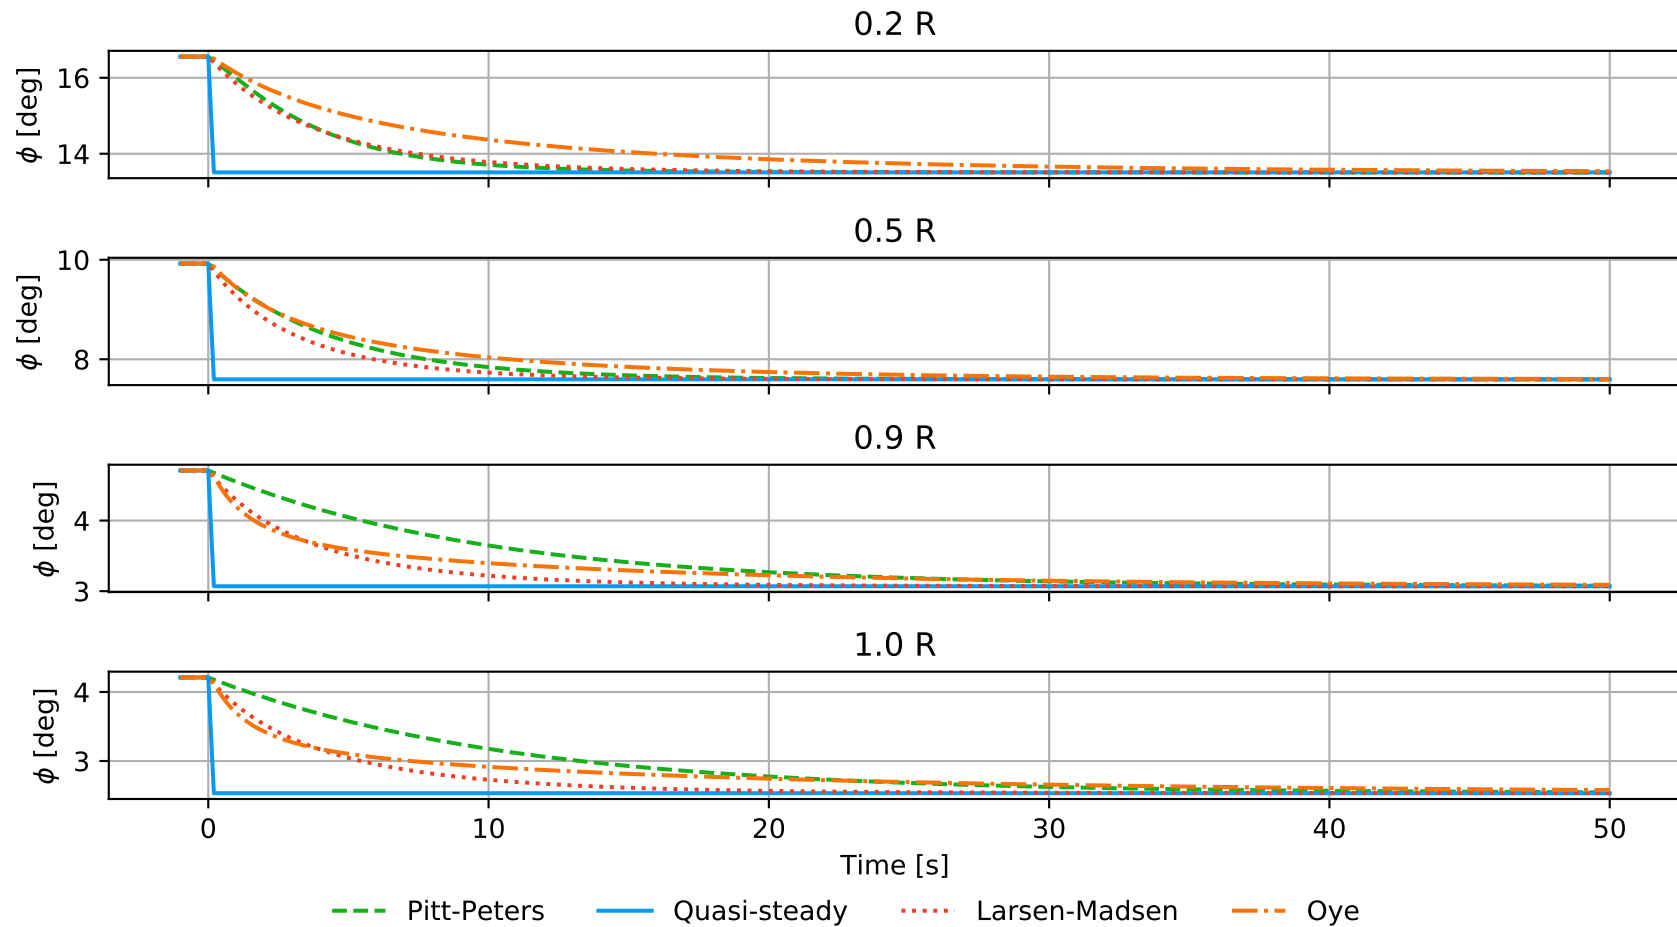 0.2 R
16
14
ϕ [deg]
0.5 R
10
8
ϕ [deg]
0.9 R
4
3
ϕ [deg]
1.0 R
4
3
ϕ [deg]
0 10 20 30 40 50
Time [s]
Pitt-Peters Quasi-steady Larsen-Madsen Oye